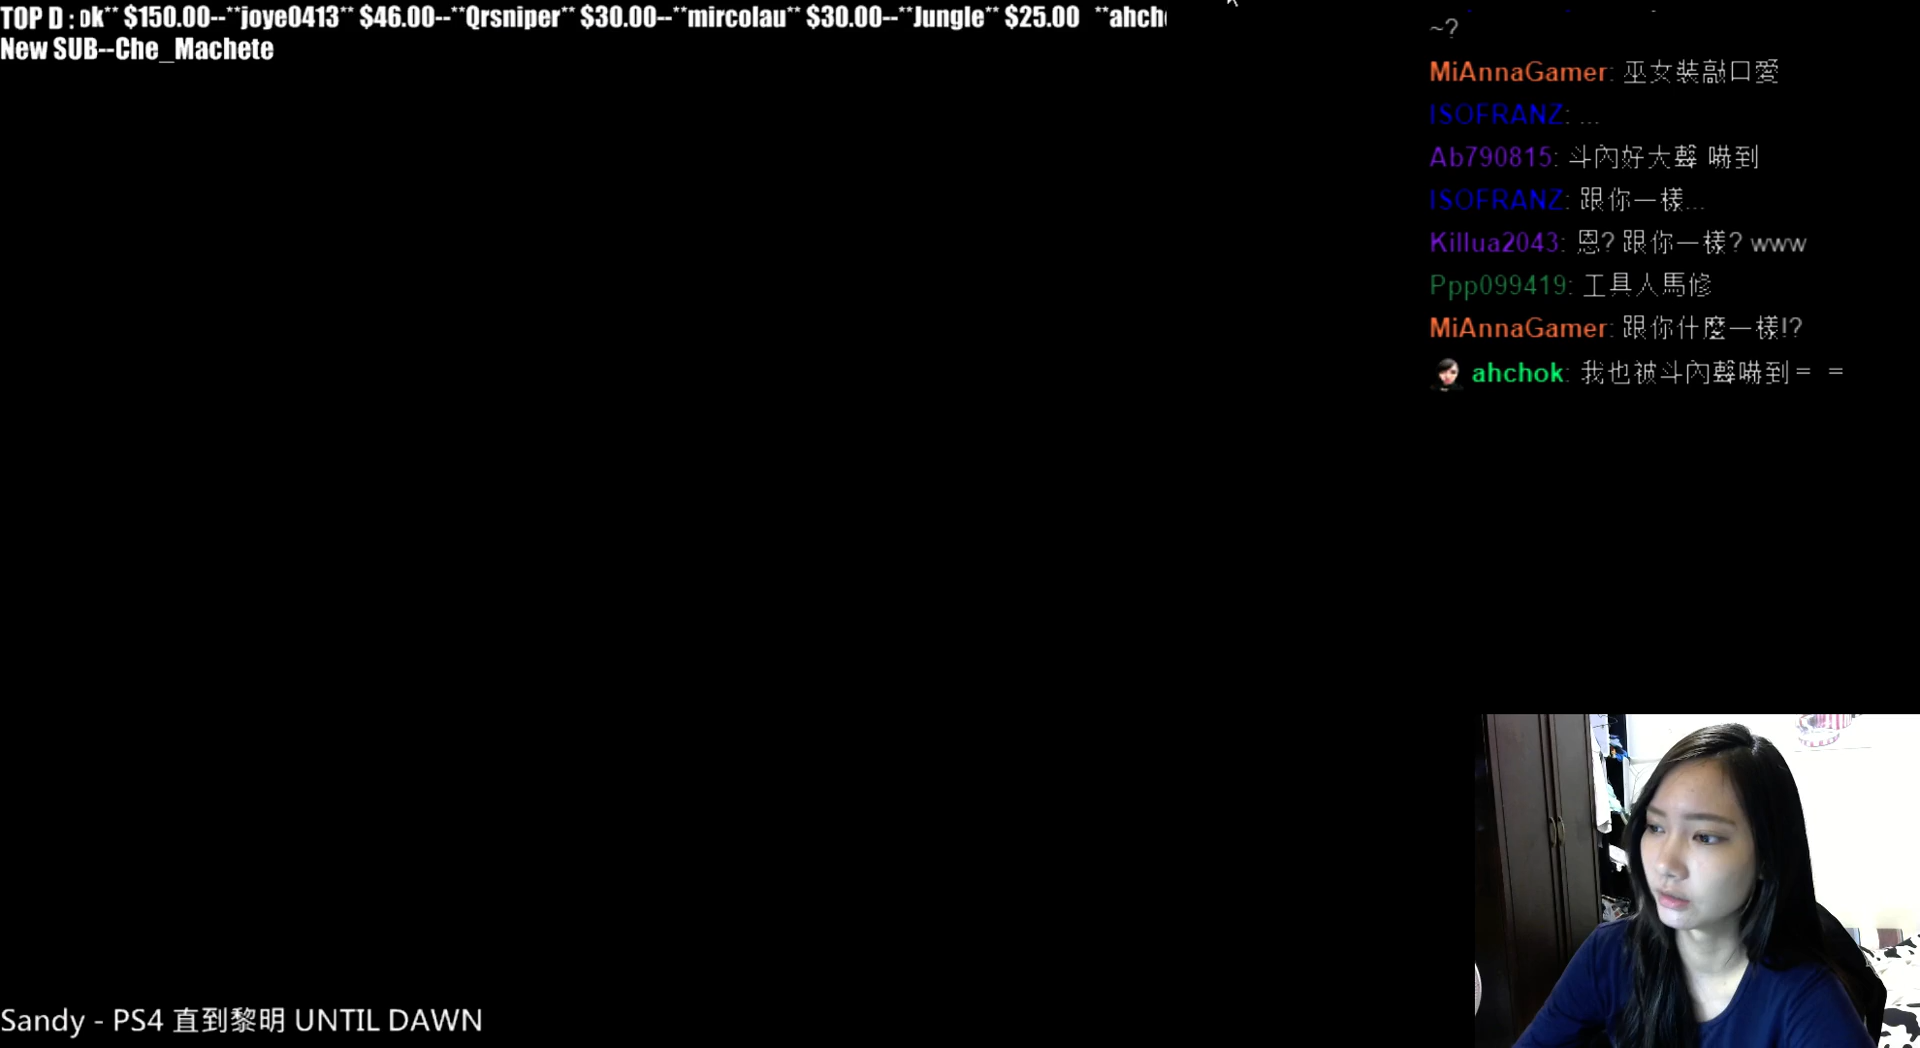 TOP D : ok** $150.00--**joye0413** $46.00--**Qrsniper** $30.00--**mircolau** $30.00--**Jungle** $25.00 **ahch
New SUB--Che_Machete
~?
MiAnnaGamer: 巫女裝敲口愛
ISOFRANZ: ...
Ab790815: 斗內好大聲 嚇到
ISOFRANZ: 跟你一樣...
Killua2043: 恩? 跟你一樣? www
Ppp099419: 工具人馬修
MiAnnaGamer: 跟你什麼一樣!?
ahchok: 我也被斗內聲嚇到= =
Sandy - PS4 直到黎明 UNTIL DAWN